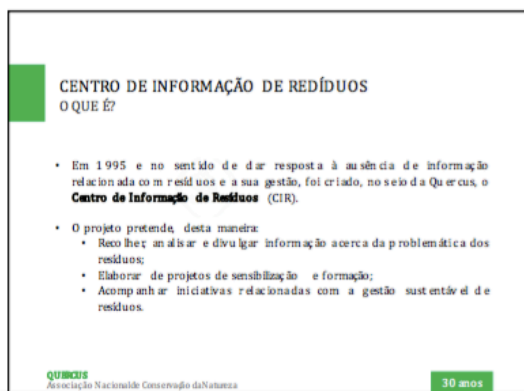 CENTRO DE INFORMAÇÃO DE REDÍDUOS
O QUE É?
• Em 1995 e no sentido de dar resposta à ausência de informação
relacionada com resíduos e a sua gestão, foi criado, no seio da Quercus, o
Centro de Informação de Resíduos (CIR).
• O projeto pretende, desta maneira:
• Recolher, analisar e divulgar informação acerca da problemática dos
resíduos;
• Elaborar de projetos de sensibilização e formação;
• Acompanhar iniciativas relacionadas com a gestão sustentável de
resíduos.
QUERCUS
Associação Nacional de Conservação da Natureza
30 anos